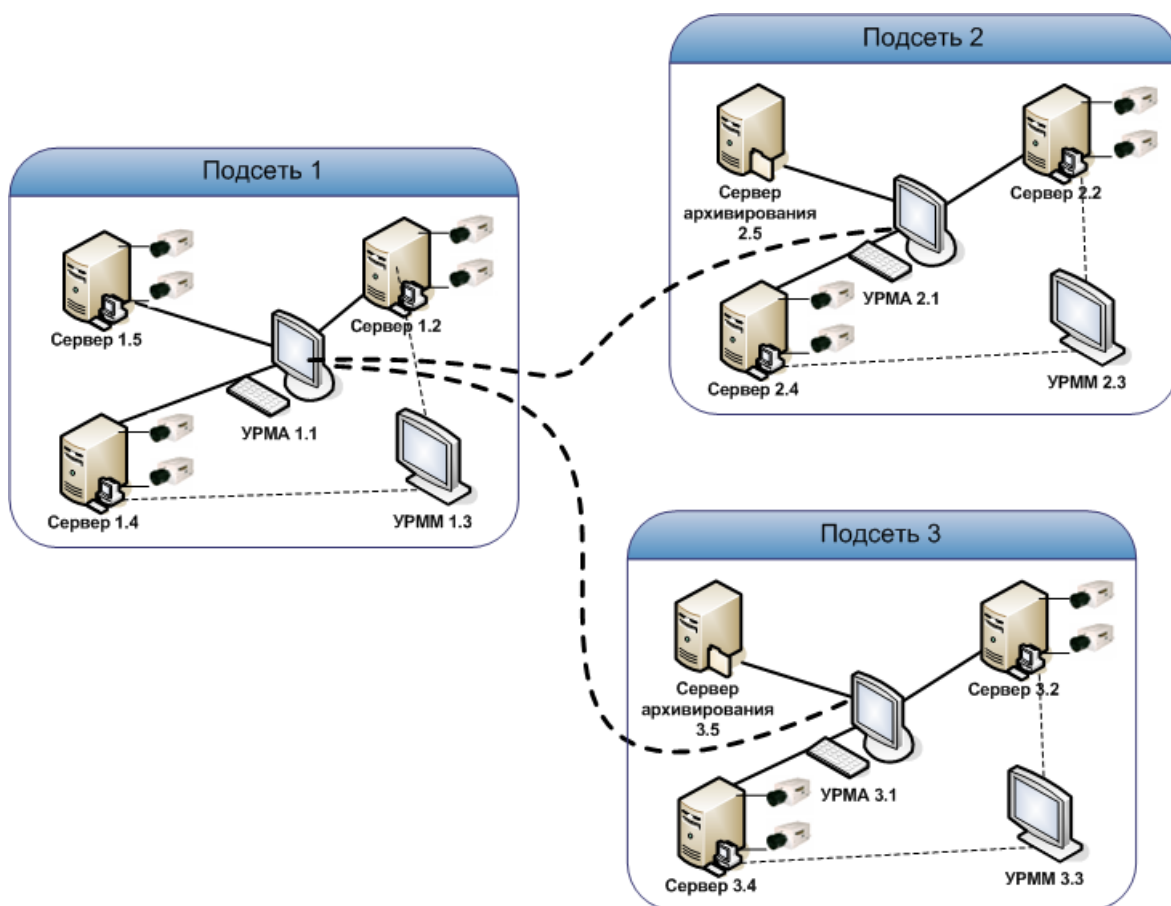 Подсеть 1
Сервер 1.5
Сервер 1.2
УРМА 1.1
Сервер 1.4
УРММ 1.3
Подсеть 2
Сервер
архивирования
2.5
Сервер 2.2
УРМА 2.1
Сервер 2.4
УРММ 2.3
Подсеть 3
Сервер
архивирования
3.5
Сервер 3.2
УРМА 3.1
Сервер 3.4
УРММ 3.3